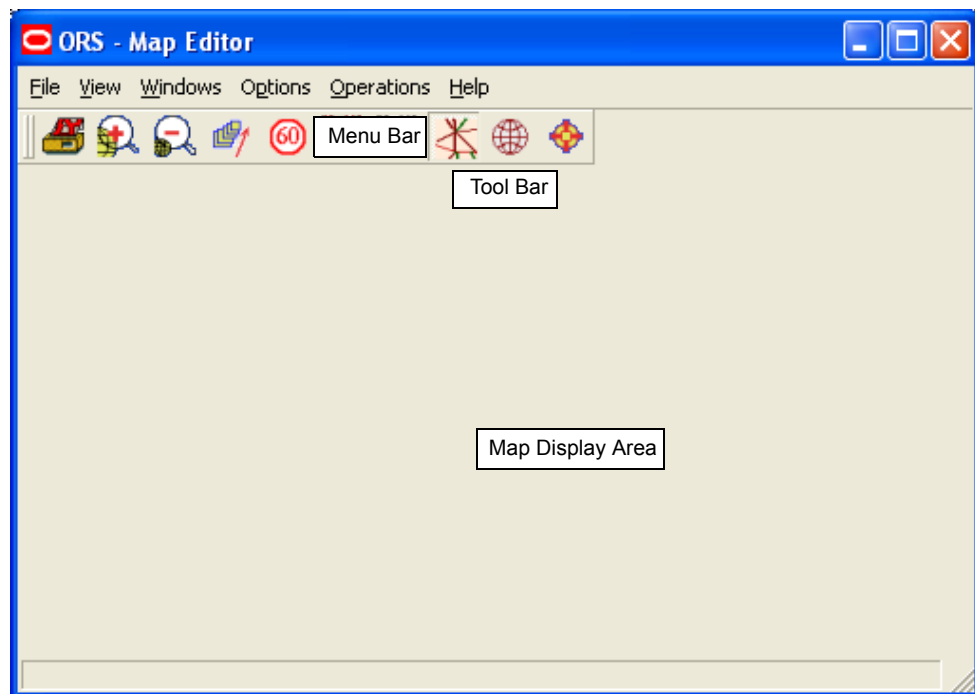 ORS - Map Editor
File View Windows Options Operations Help
60 Menu Bar
Tool Bar
Map Display Area